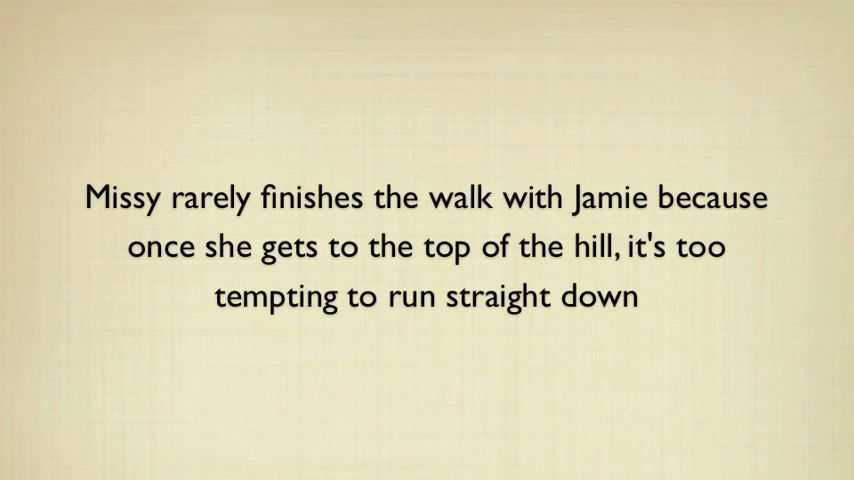 Missy rarely finishes the walk with Jamie because
once she gets to the top of the hill, it's too
tempting to run straight down